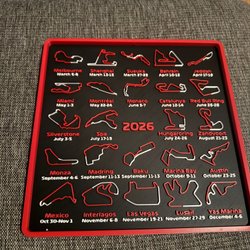 Melbourne Shanghai Suzuka Bahrain
March 6-8 March 13-15 March 27-29 April 10-12 April 17-19
Miami Montréal Monaco Catalunya Red Bull Ring
May 1-3 May 22-24 June 5-7 June 12-14 June 26-28
Silverstone Spa 2026 Hungaroring Zandvoort
July 3-5 July 17-19 July 24-26 August 21-23
Monza Madring Baku Marina Bay Austin
September 4-6 September 11-13 September October 9-11 October 23-25
Mexico Interlagos Las Vegas Lusail Yas Marina
Oct 30-Nov 1 November 6-8 November 19-21 November 27-29 December 4-6